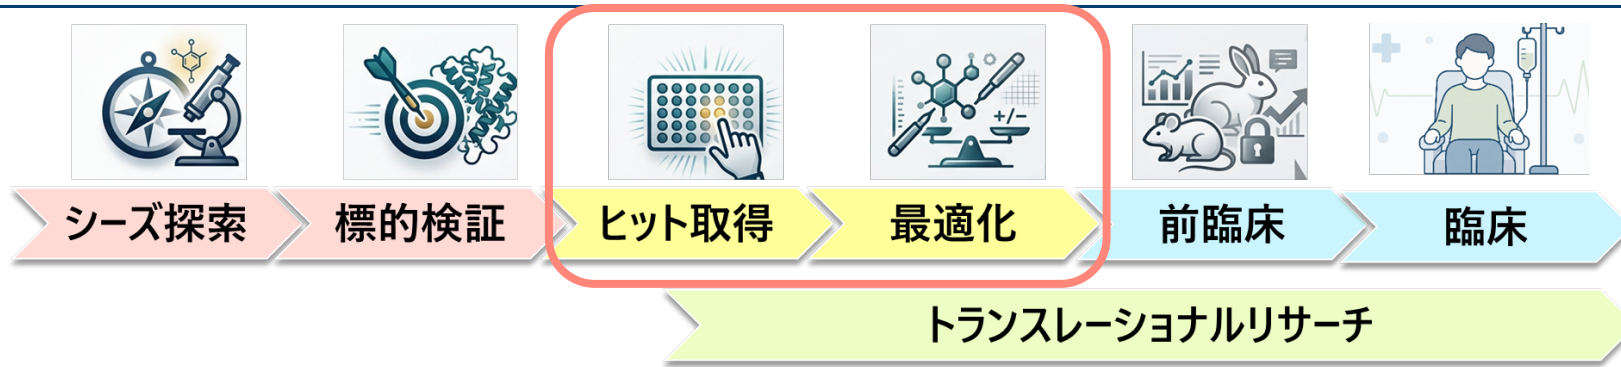 +/−
シーズ探索
標的検証
ヒット取得
最適化
前臨床
臨床
トランスレーショナルリサーチ